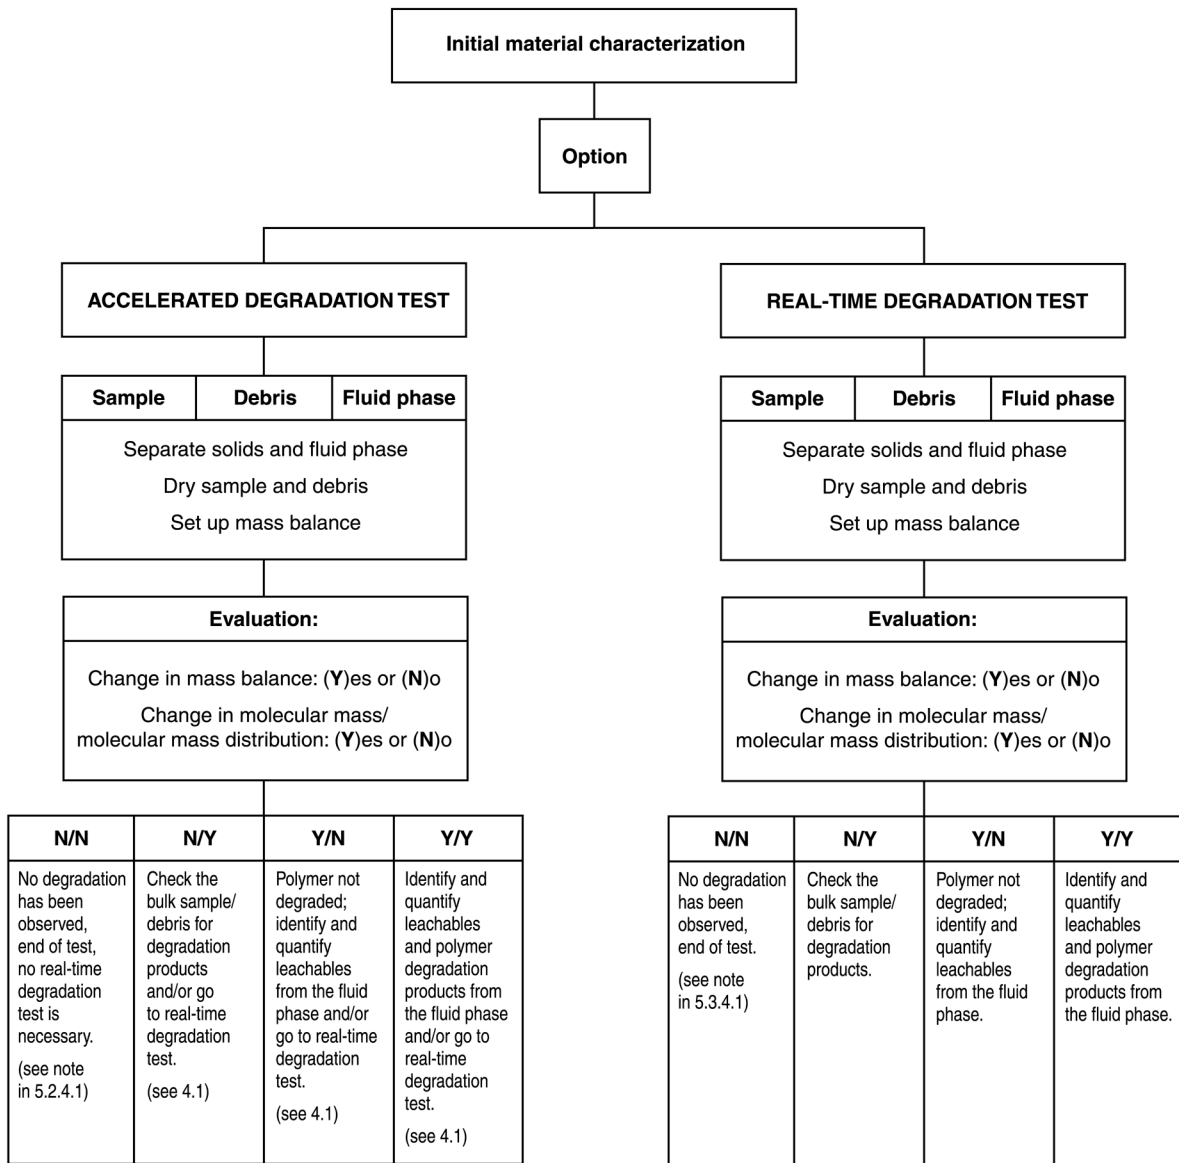 Initial material characterization
Option
ACCELERATED DEGRADATION TEST
Sample
Debris
Fluid phase
Separate solids and fluid phase
Dry sample and debris
Set up mass balance
Evaluation:
Change in mass balance: (Y)es or (N)o
Change in molecular mass/
molecular mass distribution: (Y)es or (N)o
N/N
No degradation
has been
observed,
end of test,
no real-time
degradation
test is
necessary.
(see note
in 5.2.4.1)
N/Y
Check the
bulk sample/
debris for
degradation
products
and/or go
to real-time
degradation
test.
(see 4.1)
Y/N
Polymer not
degraded;
identify and
quantify
leachables
from the fluid
phase and/or
go to real-time
degradation
test.
(see 4.1)
Y/Y
Identify and
quantify
leachables
and polymer
degradation
products from
the fluid phase
and/or go to
real-time
degradation
test.
(see 4.1)
REAL-TIME DEGRADATION TEST
Sample
Debris
Fluid phase
Separate solids and fluid phase
Dry sample and debris
Set up mass balance
Evaluation:
Change in mass balance: (Y)es or (N)o
Change in molecular mass/
molecular mass distribution: (Y)es or (N)o
N/N
No degradation
has been
observed,
end of test.
(see note
in 5.3.4.1)
N/Y
Check the
bulk sample/
debris for
degradation
products.
Y/N
Polymer not
degraded;
identify and
quantify
leachables
from the fluid
phase.
Y/Y
Identify and
quantify
leachables
and polymer
degradation
products from
the fluid phase.